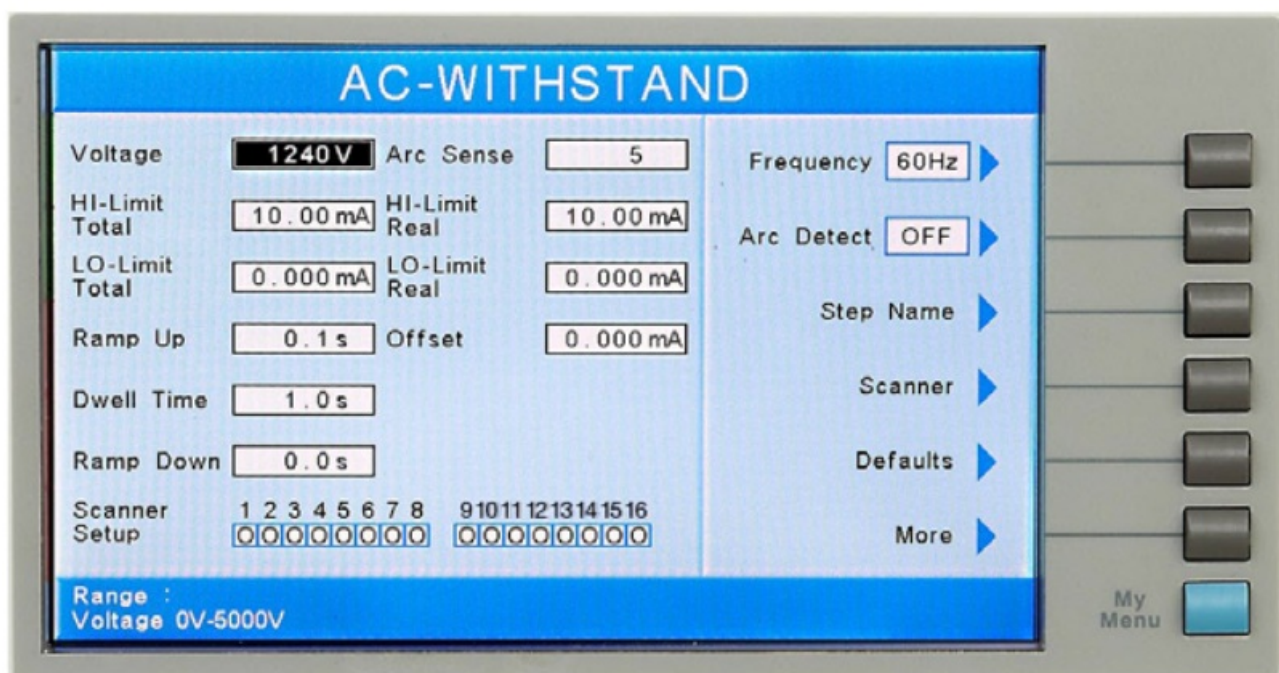 AC-WITHSTAND
Voltage 1240V Arc Sense 5
HI-Limit Total 10.00mA HI-Limit Real 10.00mA
LO-Limit Total 0.000mA LO-Limit Real 0.000mA
Ramp Up 0.1s Offset 0.000mA
Dwell Time 1.0s
Ramp Down 0.0s
Scanner Setup 1 2 3 4 5 6 7 8 9 10 11 12 13 14 15 16
O O O O O O O O O O O O O O O O
Frequency 60Hz
Arc Detect OFF
Step Name
Scanner
Defaults
More
Range :
Voltage 0V-5000V
My
Menu